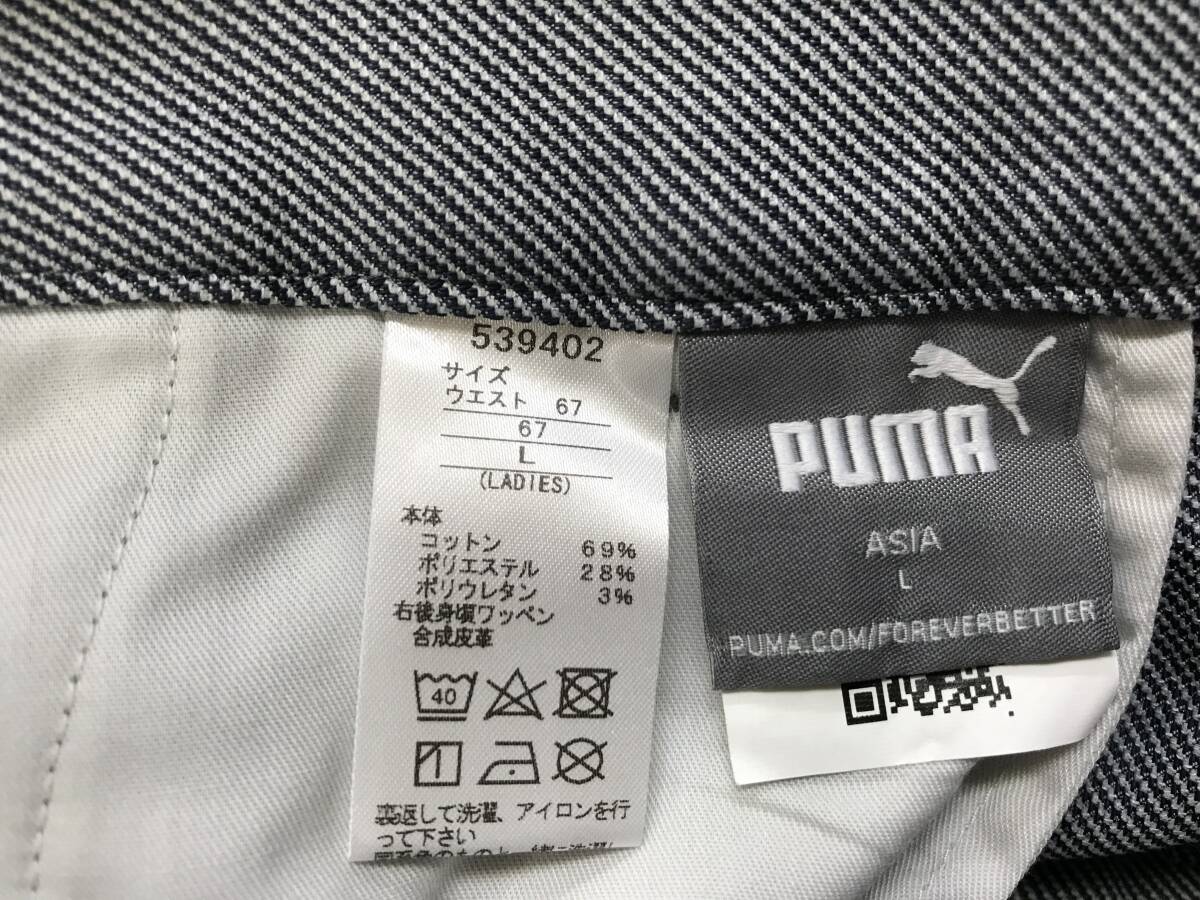 539402
サイズ
ウエスト 67
67
L
(LADIES)
本体
コットン 69%
ポリエステル 28%
ポリウレタン 3%
右後身頃ワッペン
合成皮革
40
裏返して洗濯、アイロンを行
って下さい
PUMA
ASIA
L
PUMA.COM/FOREVERBETTER